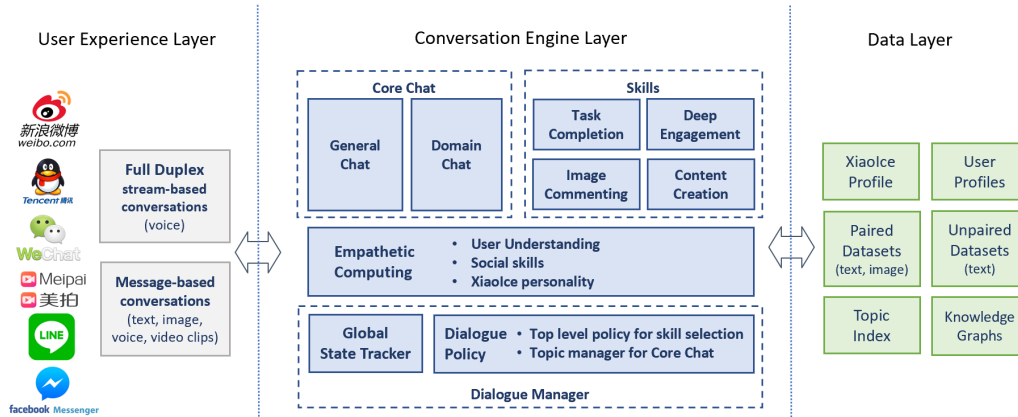 User Experience Layer
Conversation Engine Layer
Data Layer
新浪微博
weibo.com
Tencent 腾讯
WeChat
Meipai
美拍
LINE
facebook Messenger
Full Duplex
stream-based
conversations
(voice)
Message-based
conversations
(text, image,
voice, video clips)
Core Chat
General
Chat
Domain
Chat
Skills
Task
Completion
Deep
Engagement
Image
Commenting
Content
Creation
Empathetic
Computing
• User Understanding
• Social skills
• XiaoIce personality
Global
State Tracker
Dialogue
Policy
• Top level policy for skill selection
• Topic manager for Core Chat
Dialogue Manager
XiaoIce
Profile
User
Profiles
Paired
Datasets
(text, image)
Unpaired
Datasets
(text)
Topic
Index
Knowledge
Graphs